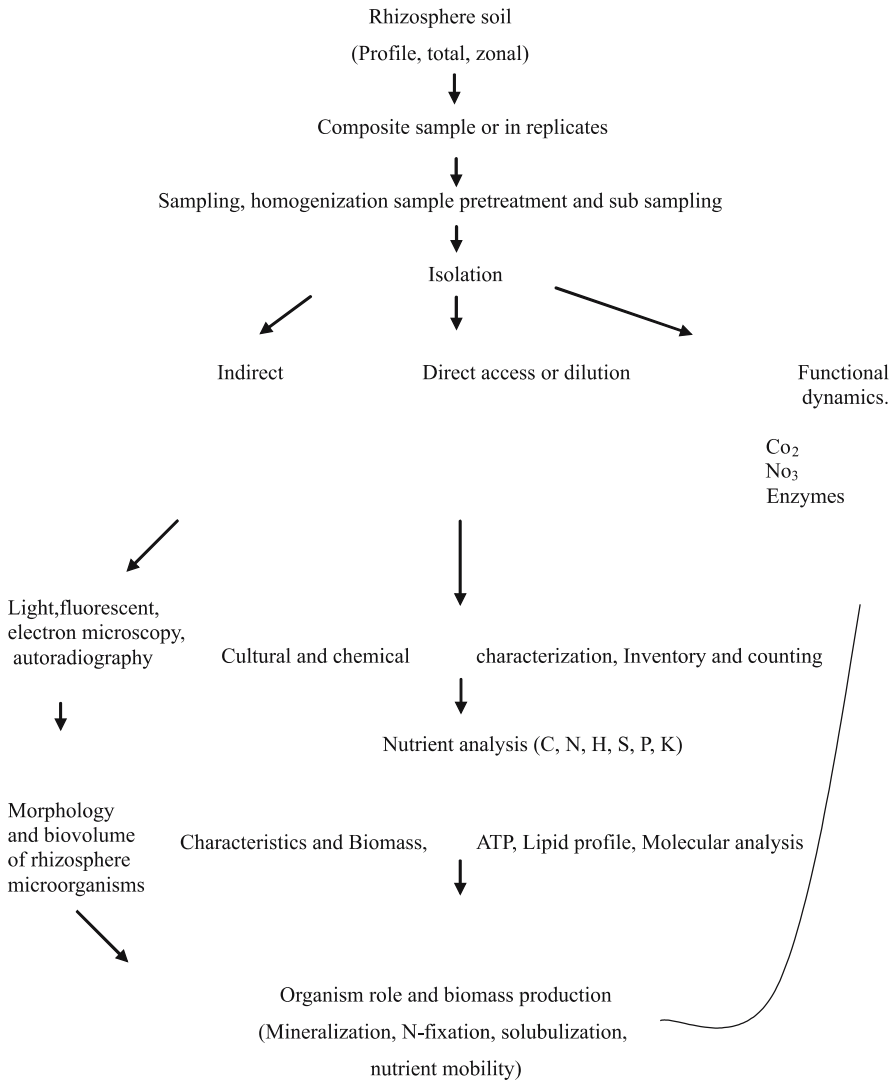 Rhizosphere soil
(Profile, total, zonal)
Composite sample or in replicates
Sampling, homogenization sample pretreatment and sub sampling
Isolation
Indirect
Direct access or dilution
Functional
dynamics.
Co2
No3
Enzymes
Light,fluorescent,
electron microscopy,
autoradiography
Cultural and chemical characterization, Inventory and counting
Nutrient analysis (C, N, H, S, P, K)
Morphology
and biovolume
of rhizosphere
microorganisms
Characteristics and Biomass, ATP, Lipid profile, Molecular analysis
Organism role and biomass production
(Mineralization, N-fixation, solubulization,
nutrient mobility)